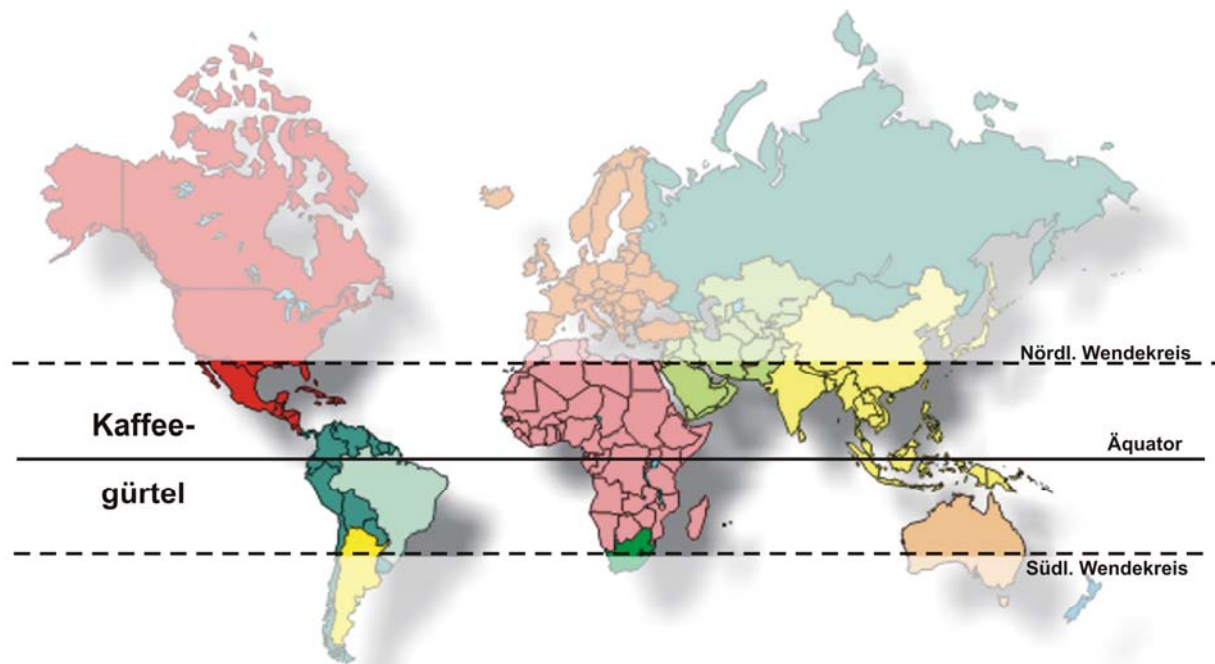 Nördl. Wendekreis
Kaffee-
Äquator
gürtel
Südl. Wendekreis